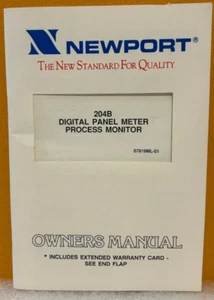 NEWPORT®
THE NEW STANDARD FOR QUALITY
204B
DIGITAL PANEL METER
PROCESS MONITOR
07819ML-01
OWNERS MANUAL
* INCLUDES EXTENDED WARRANTY CARD -
SEE END FLAP